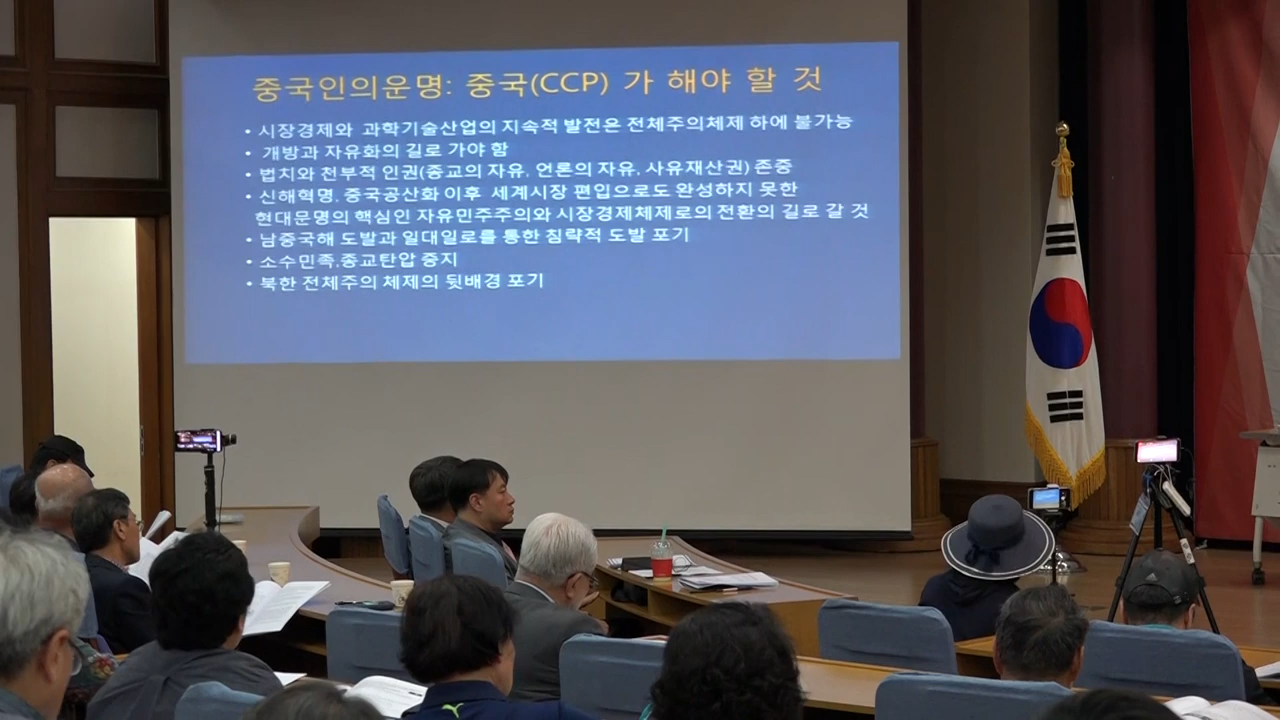 중국인의운명: 중국(CCP) 가 해야 할 것
• 시장경제와 과학기술산업의 지속적 발전은 전체주의체제 하에 불가능
• 개방과 자유화의 길로 가야 함
• 법치와 천부적 인권(종교의 자유, 언론의 자유, 사유재산권) 존중
• 신해혁명, 중국공산화 이후 세계시장 편입으로도 완성하지 못한
현대문명의 핵심인 자유민주주의와 시장경제체제로의 전환의 길로 갈 것
• 남중국해 도발과 일대일로를 통한 침략적 도발 포기
• 소수민족,종교탄압 중지
• 북한 전체주의 체제의 뒷배경 포기